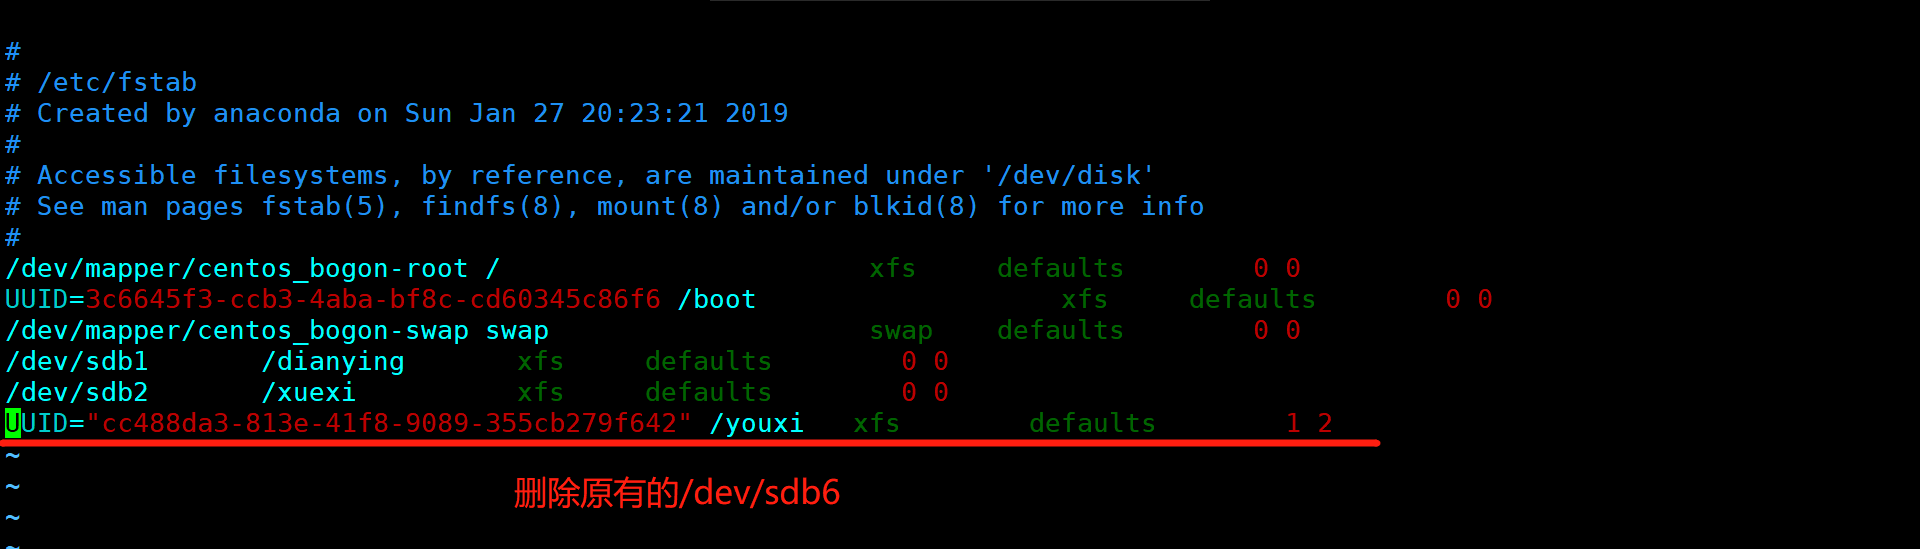 #
# /etc/fstab
# Created by anaconda on Sun Jan 27 20:23:21 2019
#
# Accessible filesystems, by reference, are maintained under '/dev/disk'
# See man pages fstab(5), findfs(8), mount(8) and/or blkid(8) for more info
#
/dev/mapper/centos_bogon-root / xfs defaults 0 0
UUID=3c6645f3-ccb3-4aba-bf8c-cd60345c86f6 /boot xfs defaults 0 0
/dev/mapper/centos_bogon-swap swap swap defaults 0 0
/dev/sdb1 /dianying xfs defaults 0 0
/dev/sdb2 /xuexi xfs defaults 0 0
UUID="cc488da3-813e-41f8-9089-355cb279f642" /youxi xfs defaults 1 2
~
~
删除原有的/dev/sdb6
~
~